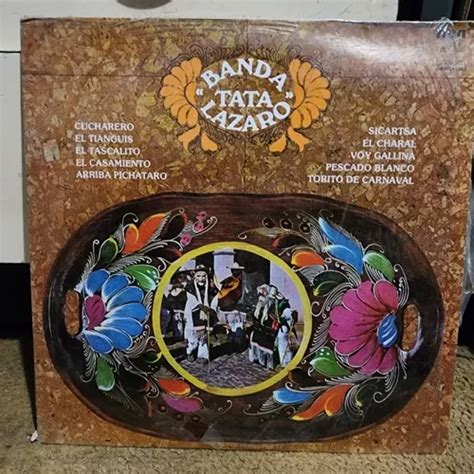 BANDA
"TATA
LAZARO"
CUCHARERO
EL TIANGUIS
EL TASCALITO
EL CASAMIENTO
ARRIBA PICHATARO
SICARTSA
EL CHARAL
VOY GALLINA
PESCADO BLANCO
TORITO DE CARNAVAL